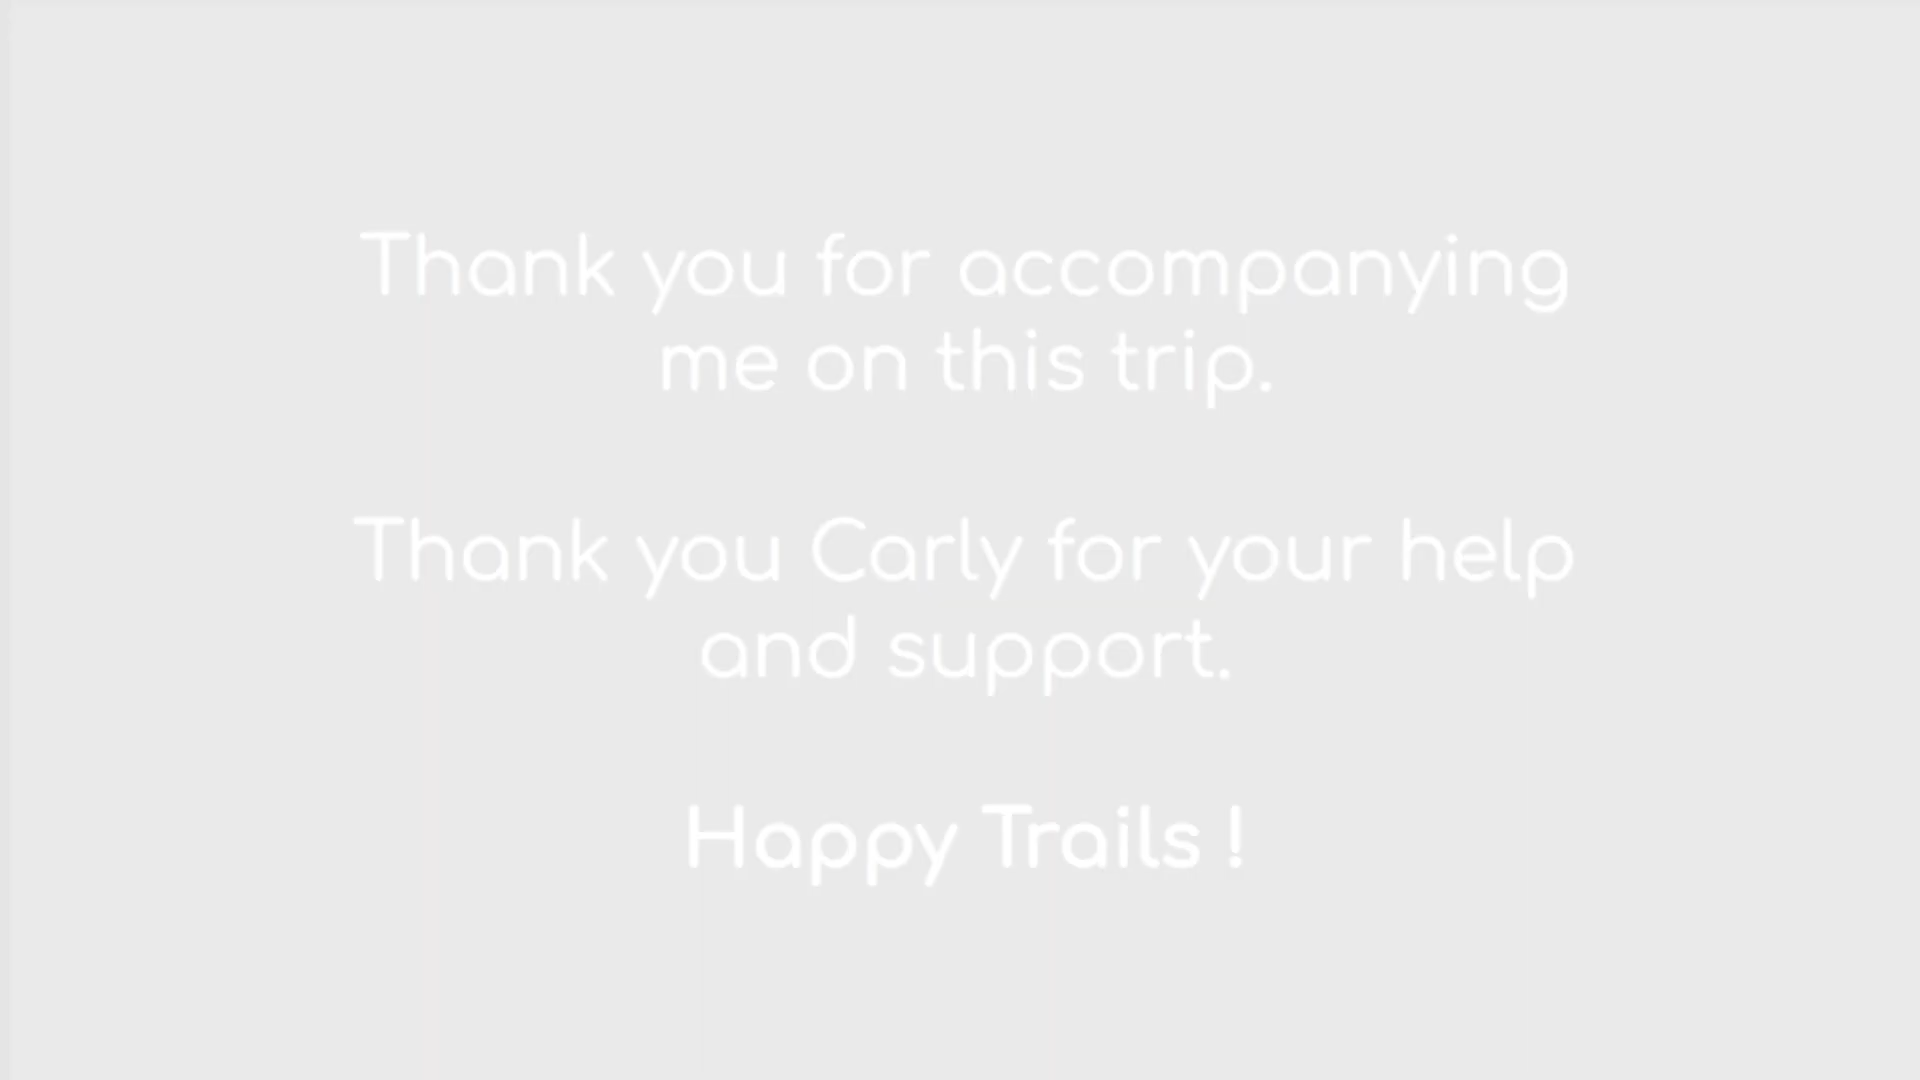 Thank you for accompanying
me on this trip.
Thank you Carly for your help
and support.
Happy Trails !